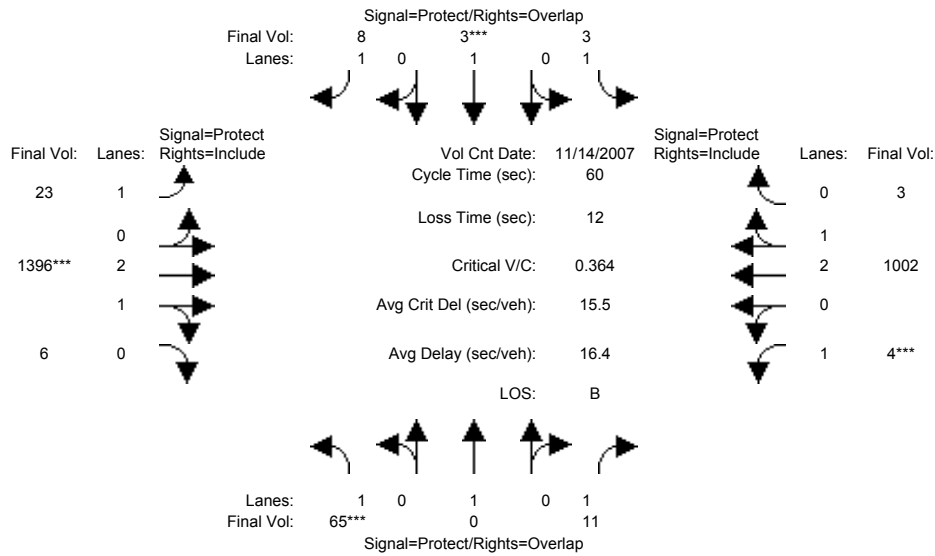 Signal=Protect/Rights=Overlap
Final Vol: 8 3*** 3
Lanes: 1 0 1 0 1
Signal=Protect Signal=Protect
Final Vol: Lanes: Rights=Include Vol Cnt Date: 11/14/2007 Rights=Include Lanes: Final Vol:
Cycle Time (sec): 60
23 1 0 3
Loss Time (sec): 12
0 1
1396*** 2 Critical V/C: 0.364 2 1002
1 Avg Crit Del (sec/veh): 15.5 0
6 0 Avg Delay (sec/veh): 16.4 1 4***
LOS: B
Lanes: 1 0 1 0 1
Final Vol: 65*** 0 11
Signal=Protect/Rights=Overlap